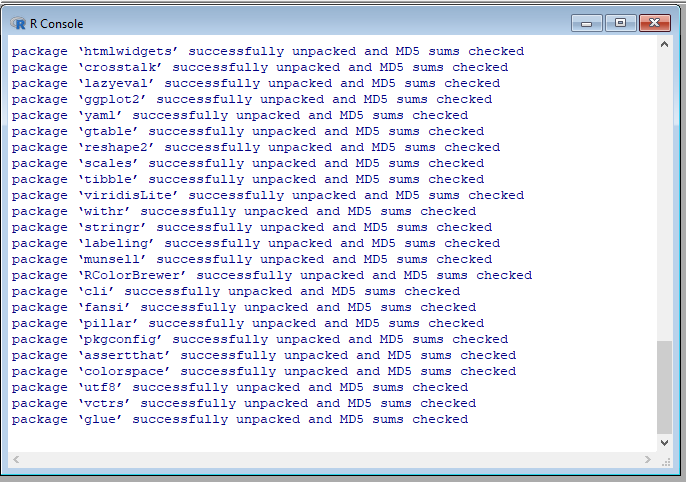 R Console
package ‘htmlwidgets’ successfully unpacked and MD5 sums checked
package ‘crosstalk’ successfully unpacked and MD5 sums checked
package ‘lazyeval’ successfully unpacked and MD5 sums checked
package ‘ggplot2’ successfully unpacked and MD5 sums checked
package ‘yaml’ successfully unpacked and MD5 sums checked
package ‘gtable’ successfully unpacked and MD5 sums checked
package ‘reshape2’ successfully unpacked and MD5 sums checked
package ‘scales’ successfully unpacked and MD5 sums checked
package ‘tibble’ successfully unpacked and MD5 sums checked
package ‘viridisLite’ successfully unpacked and MD5 sums checked
package ‘withr’ successfully unpacked and MD5 sums checked
package ‘stringr’ successfully unpacked and MD5 sums checked
package ‘labeling’ successfully unpacked and MD5 sums checked
package ‘munsell’ successfully unpacked and MD5 sums checked
package ‘RColorBrewer’ successfully unpacked and MD5 sums checked
package ‘cli’ successfully unpacked and MD5 sums checked
package ‘fansi’ successfully unpacked and MD5 sums checked
package ‘pillar’ successfully unpacked and MD5 sums checked
package ‘pkgconfig’ successfully unpacked and MD5 sums checked
package ‘assertthat’ successfully unpacked and MD5 sums checked
package ‘colorspace’ successfully unpacked and MD5 sums checked
package ‘utf8’ successfully unpacked and MD5 sums checked
package ‘vctrs’ successfully unpacked and MD5 sums checked
package ‘glue’ successfully unpacked and MD5 sums checked